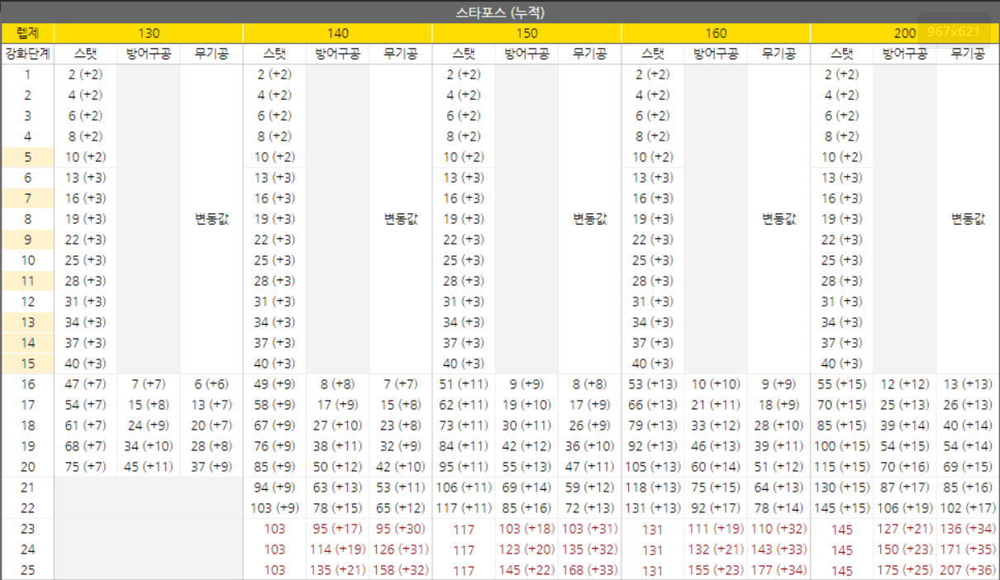 스타포스 (누적)
렙제 130 140 150 160 200 967x621
강화단계 스탯 방어구공 무기공 스탯 방어구공 무기공 스탯 방어구공 무기공 스탯 방어구공 무기공 스탯 방어구공 무기공
1 2 (+2) 2 (+2) 2 (+2) 2 (+2) 2 (+2)
2 4 (+2) 4 (+2) 4 (+2) 4 (+2) 4 (+2)
3 6 (+2) 6 (+2) 6 (+2) 6 (+2) 6 (+2)
4 8 (+2) 8 (+2) 8 (+2) 8 (+2) 8 (+2)
5 10 (+2) 10 (+2) 10 (+2) 10 (+2) 10 (+2)
6 13 (+3) 13 (+3) 13 (+3) 13 (+3) 13 (+3)
7 16 (+3) 16 (+3) 16 (+3) 16 (+3) 16 (+3)
8 19 (+3) 변동값 19 (+3) 변동값 19 (+3) 변동값 19 (+3) 변동값 19 (+3) 변동값
9 22 (+3) 22 (+3) 22 (+3) 22 (+3) 22 (+3)
10 25 (+3) 25 (+3) 25 (+3) 25 (+3) 25 (+3)
11 28 (+3) 28 (+3) 28 (+3) 28 (+3) 28 (+3)
12 31 (+3) 31 (+3) 31 (+3) 31 (+3) 31 (+3)
13 34 (+3) 34 (+3) 34 (+3) 34 (+3) 34 (+3)
14 37 (+3) 37 (+3) 37 (+3) 37 (+3) 37 (+3)
15 40 (+3) 40 (+3) 40 (+3) 40 (+3) 40 (+3)
16 47 (+7) 7 (+7) 6 (+6) 49 (+9) 8 (+8) 7 (+7) 51 (+11) 9 (+9) 8 (+8) 53 (+13) 10 (+10) 9 (+9) 55 (+15) 12 (+12) 13 (+13)
17 54 (+7) 15 (+8) 13 (+7) 58 (+9) 17 (+9) 15 (+8) 62 (+11) 19 (+10) 17 (+9) 66 (+13) 21 (+11) 18 (+9) 70 (+15) 25 (+13) 26 (+13)
18 61 (+7) 24 (+9) 20 (+7) 67 (+9) 27 (+10) 23 (+8) 73 (+11) 30 (+11) 26 (+9) 79 (+13) 33 (+12) 28 (+10) 85 (+15) 39 (+14) 40 (+14)
19 68 (+7) 34 (+10) 28 (+8) 76 (+9) 38 (+11) 32 (+9) 84 (+11) 42 (+12) 36 (+10) 92 (+13) 46 (+13) 39 (+11) 100 (+15) 54 (+15) 54 (+14)
20 75 (+7) 45 (+11) 37 (+9) 85 (+9) 50 (+12) 42 (+10) 95 (+11) 55 (+13) 47 (+11) 105 (+13) 60 (+14) 51 (+12) 115 (+15) 70 (+16) 69 (+15)
21 94 (+9) 63 (+13) 53 (+11) 106 (+11) 69 (+14) 59 (+12) 118 (+13) 75 (+15) 64 (+13) 130 (+15) 87 (+17) 85 (+16)
22 103 (+9) 78 (+15) 65 (+12) 117 (+11) 85 (+16) 72 (+13) 131 (+13) 92 (+17) 78 (+14) 145 (+15) 106 (+19) 102 (+17)
23 103 95 (+17) 95 (+30) 117 103 (+18) 103 (+31) 131 111 (+19) 110 (+32) 145 127 (+21) 136 (+34)
24 103 114 (+19) 126 (+31) 117 123 (+20) 135 (+32) 131 132 (+21) 143 (+33) 145 150 (+23) 171 (+35)
25 103 135 (+21) 158 (+32) 117 145 (+22) 168 (+33) 131 155 (+23) 177 (+34) 145 175 (+25) 207 (+36)